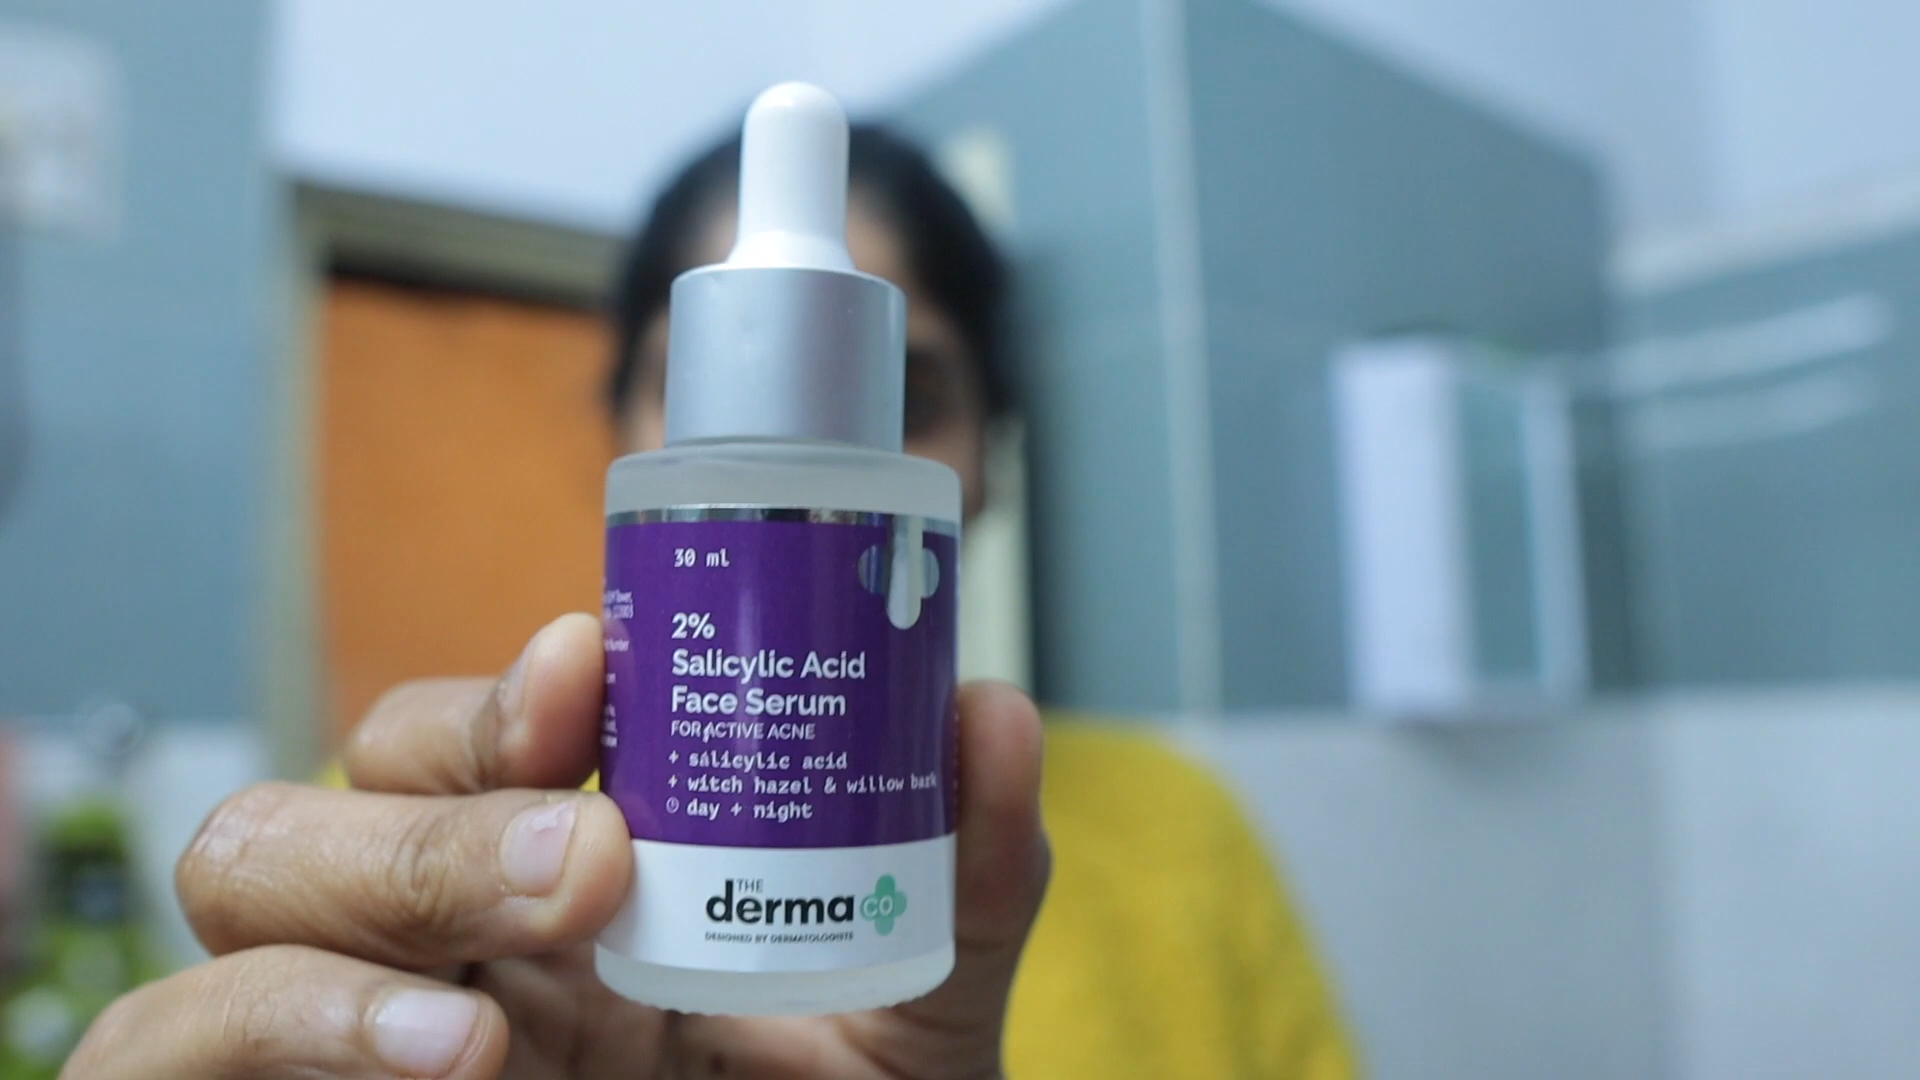 30 ml
2%
Salicylic Acid
Face Serum
FOR ACTIVE ACNE
+ salicylic acid
+ witch hazel & willow bark
day + night
THE
derma co
DESIGNED BY DERMATOLOGISTS